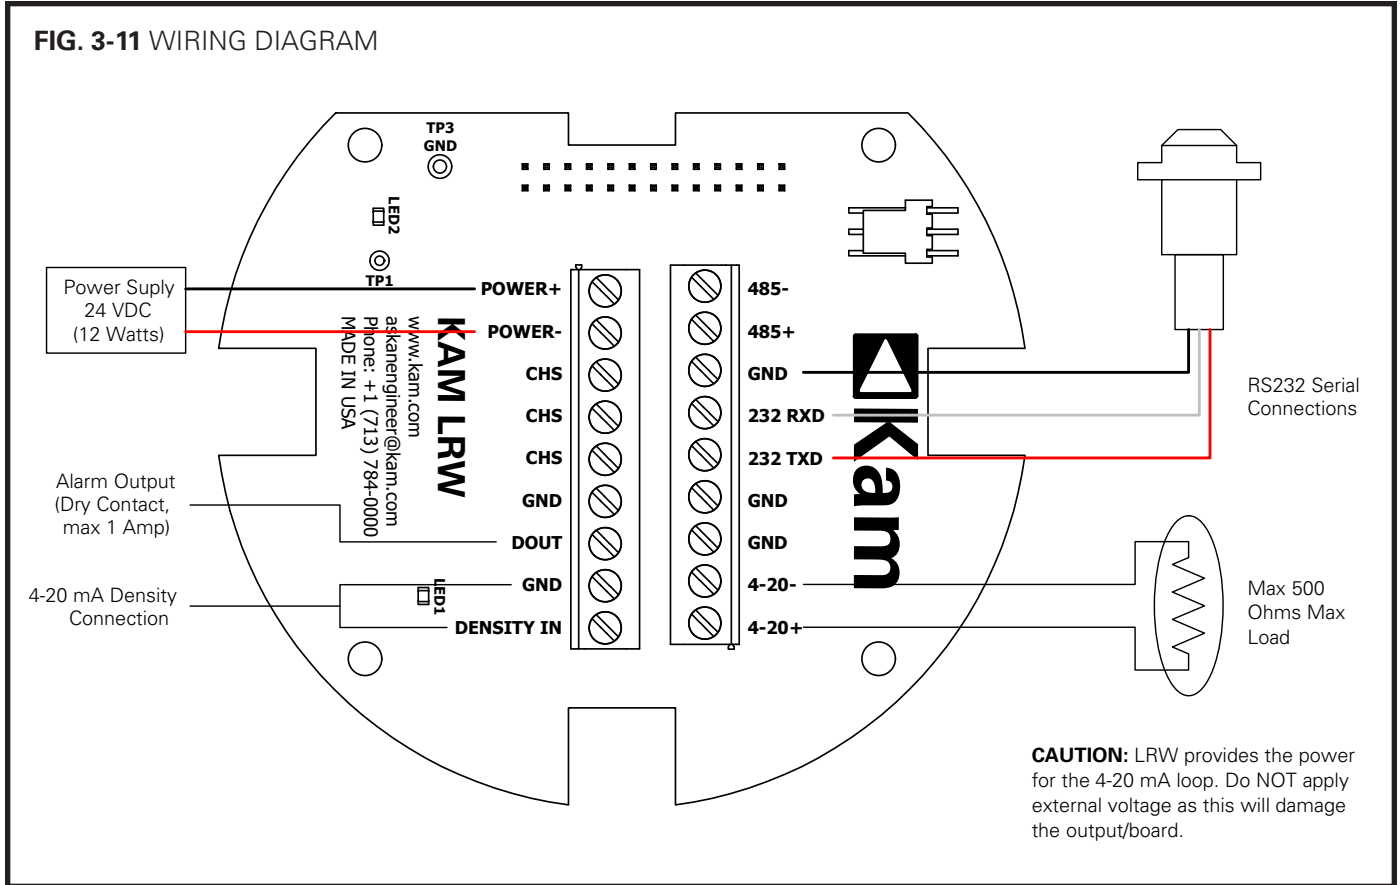 FIG. 3-11 WIRING DIAGRAM
TP3
GND
LED2
TP1
Power Suply
24 VDC
(12 Watts)
POWER+
POWER-
CHS
CHS
CHS
GND
DOUT
GND
DENSITY IN
Alarm Output
(Dry Contact,
max 1 Amp)
4-20 mA Density
Connection
LED1
KAM LRW
www.kam.com
askanengineer@kam.com
Phone: +1 (713) 784-0000
MADE IN USA
485-
485+
GND
232 RXD
232 TXD
GND
GND
4-20-
4-20+
Kam
RS232 Serial
Connections
Max 500
Ohms Max
Load
CAUTION: LRW provides the power
for the 4-20 mA loop. Do NOT apply
external voltage as this will damage
the output/board.